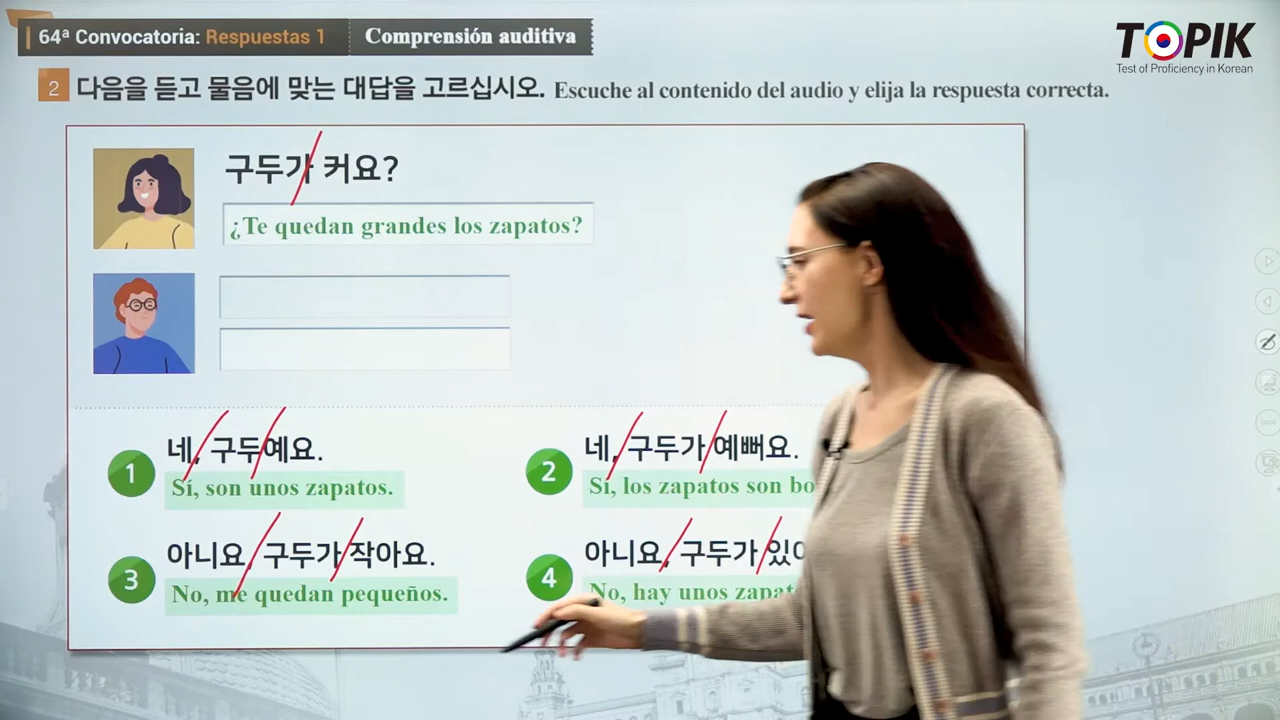 64ª Convocatoria: Respuestas 1 Comprensión auditiva
TOPIK
Test of Proficiency in Korean
2 다음을 듣고 물음에 맞는 대답을 고르십시오. Escuche al contenido del audio y elija la respuesta correcta.
구두가 커요?
¿Te quedan grandes los zapatos?
1 네, 구두예요.
Sí, son unos zapatos.
2 네, 구두가 예뻐요.
Sí, los zapatos son
3 아니요, 구두가 작아요.
No, me quedan pequeños.
4 아니요, 구두가
No, hay unos